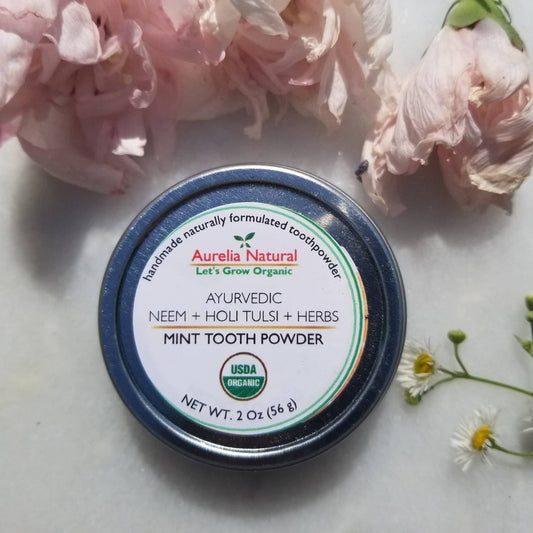 handmade naturally formulated toothpowder
Aurelia Natural
Let's Grow Organic
AYURVEDIC
NEEM + HOLI TULSI + HERBS
MINT TOOTH POWDER
USDA
ORGANIC
NET WT. 2 Oz (56 g)